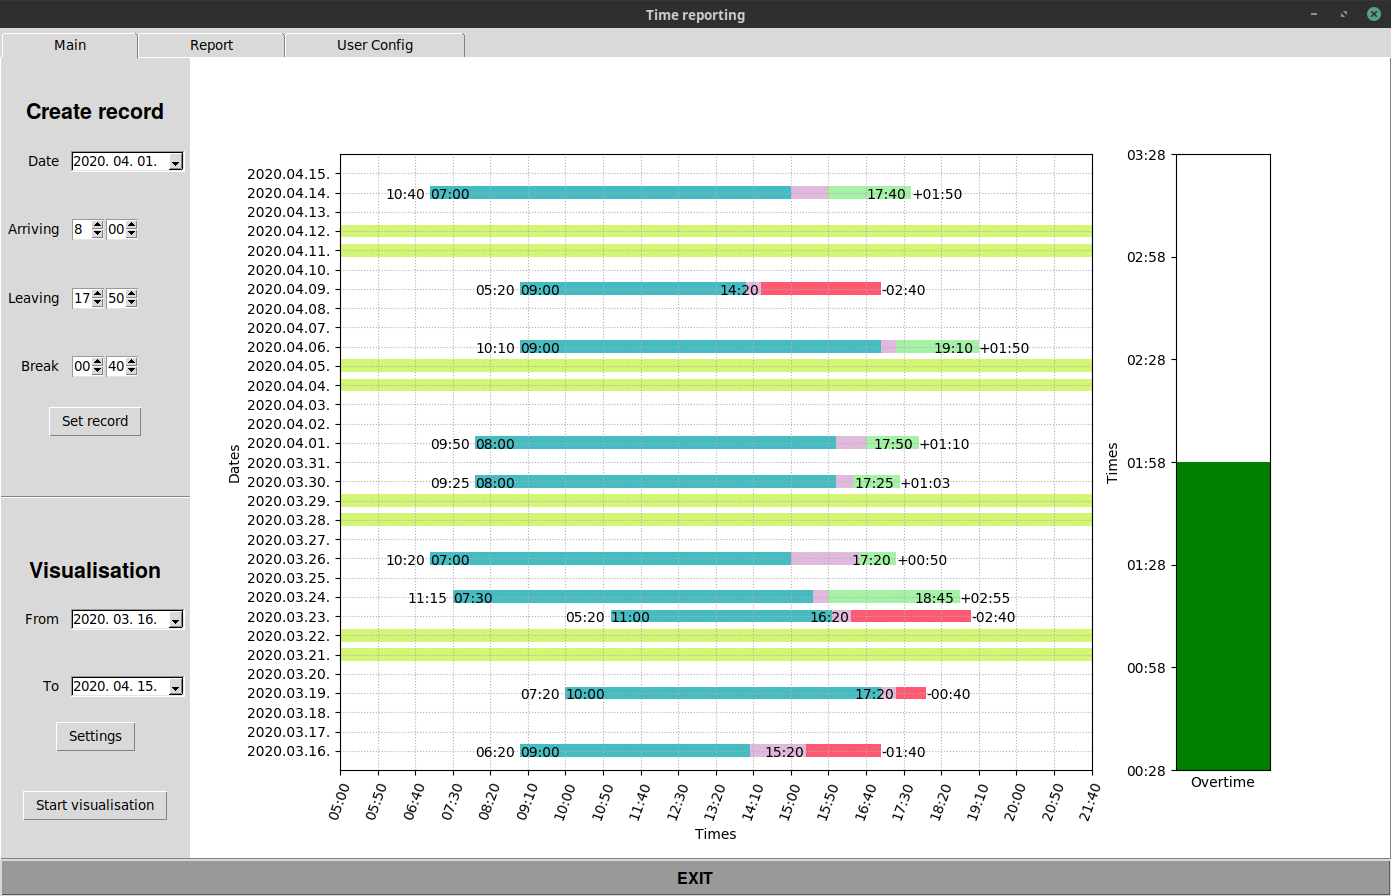 Time reporting
Main Report User Config
Create record
Date 2020. 04. 01.
Arriving 8 00
Leaving 17 50
Break 00 40
Set record
Visualisation
From 2020. 03. 16.
To 2020. 04. 15.
Settings
Start visualisation
Dates
2020.04.15.
2020.04.14. 10:40 07:00 17:40 +01:50
2020.04.13.
2020.04.12.
2020.04.11.
2020.04.10.
2020.04.09. 05:20 09:00 14:20 -02:40
2020.04.08.
2020.04.07.
2020.04.06. 10:10 09:00 19:10 +01:50
2020.04.05.
2020.04.04.
2020.04.03.
2020.04.02.
2020.04.01. 09:50 08:00 17:50 +01:10
2020.03.31.
2020.03.30. 09:25 08:00 17:25 +01:03
2020.03.29.
2020.03.28.
2020.03.27.
2020.03.26. 10:20 07:00 17:20 +00:50
2020.03.25.
2020.03.24. 11:15 07:30 18:45 +02:55
2020.03.23. 05:20 11:00 16:20 -02:40
2020.03.22.
2020.03.21.
2020.03.20.
2020.03.19. 07:20 10:00 17:20 -00:40
2020.03.18.
2020.03.17.
2020.03.16. 06:20 09:00 15:20 -01:40
05:00 05:50 06:40 07:30 08:20 09:10 10:00 10:50 11:40 12:30 13:20 14:10 15:00 15:50 16:40 17:30 18:20 19:10 20:00 20:50 21:40
Times
Times
03:28
02:58
02:28
01:58
01:28
00:58
00:28
Overtime
EXIT